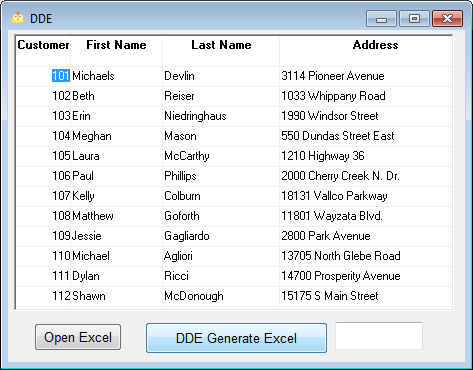 DDE
Customer First Name Last Name Address
101 Michaels Devlin 3114 Pioneer Avenue
102 Beth Reiser 1033 Whippany Road
103 Erin Niedringhaus 1990 Windsor Street
104 Meghan Mason 550 Dundas Street East
105 Laura McCarthy 1210 Highway 36
106 Paul Phillips 2000 Cherry Creek N. Dr.
107 Kelly Colburn 18131 Vallco Parkway
108 Matthew Goforth 11801 Wayzata Blvd.
109 Jessie Gagliardo 2800 Park Avenue
110 Michael Agliori 13705 North Glebe Road
111 Dylan Ricci 14700 Prosperity Avenue
112 Shawn McDonough 15175 S Main Street
Open Excel DDE Generate Excel